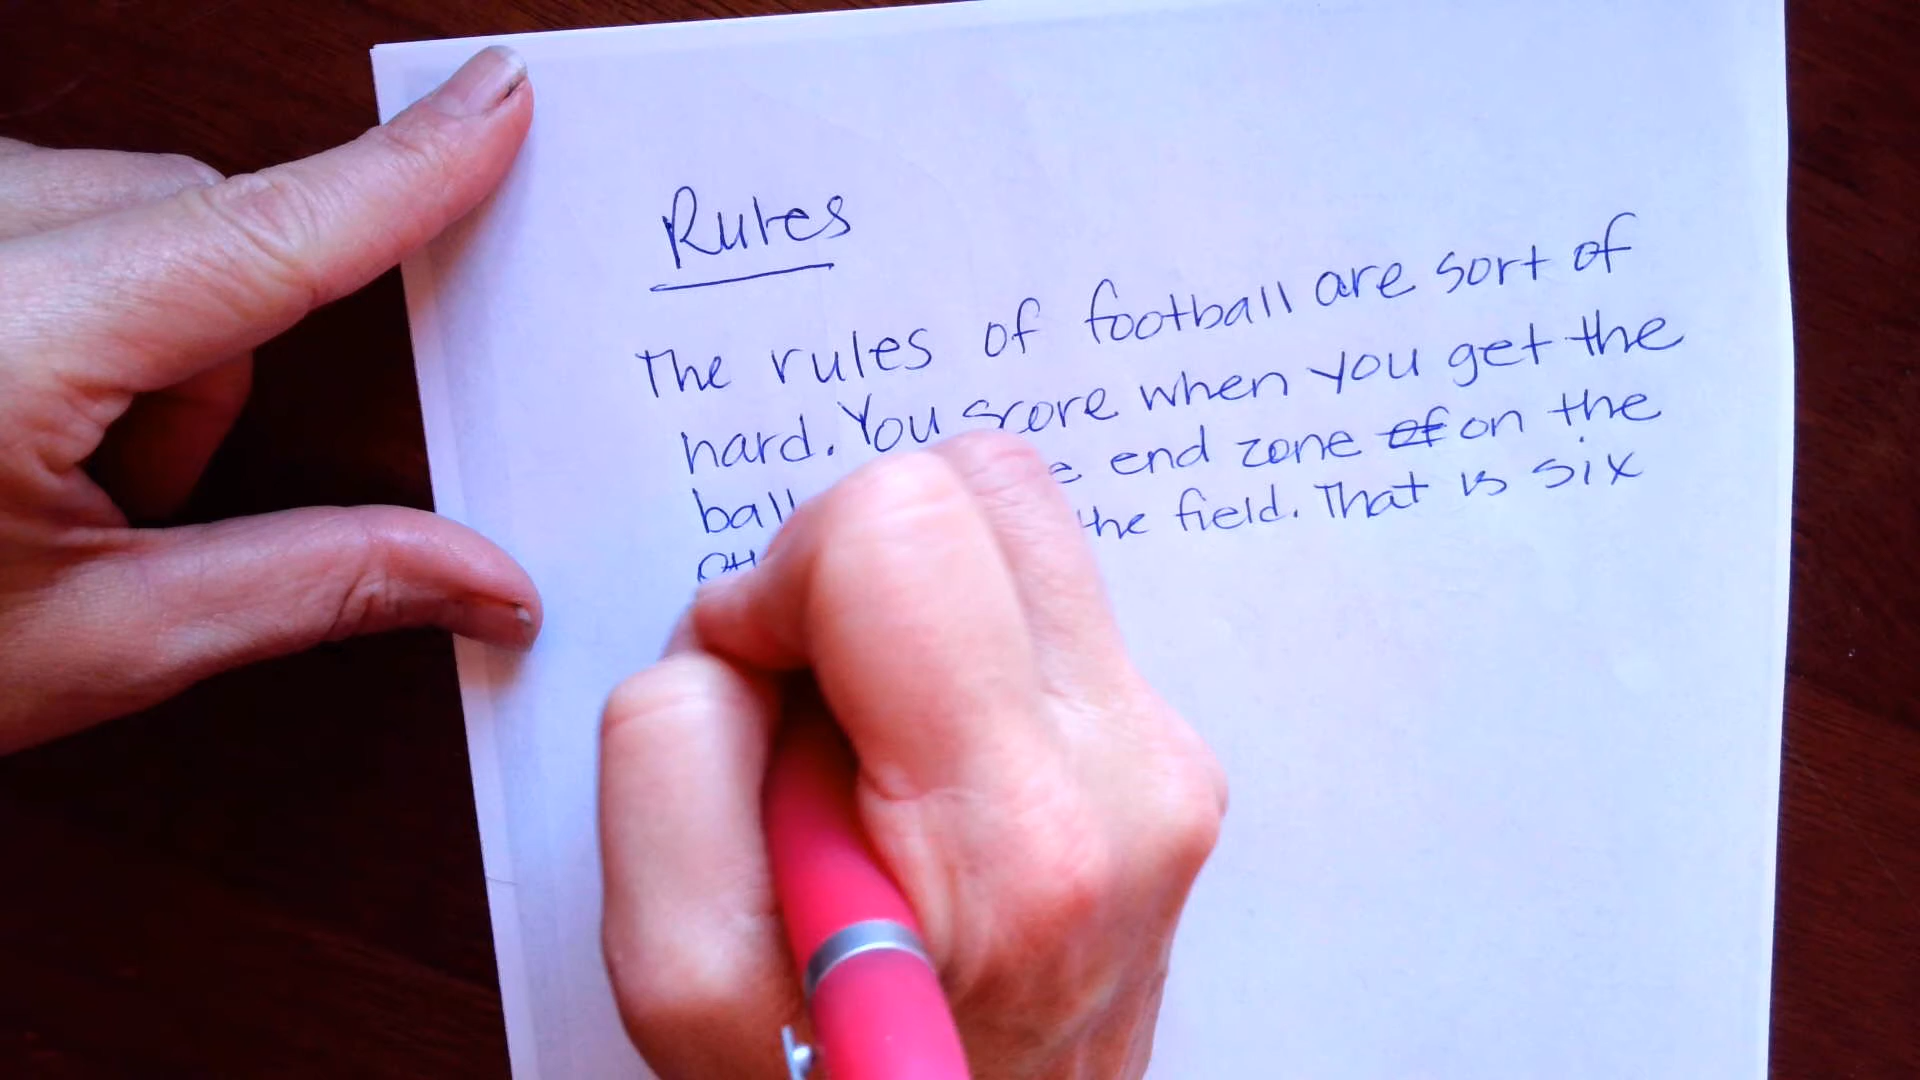 Rules
The rules of football are sort of
hard. You score when you get the
ball end zone of on the
the field. That is six